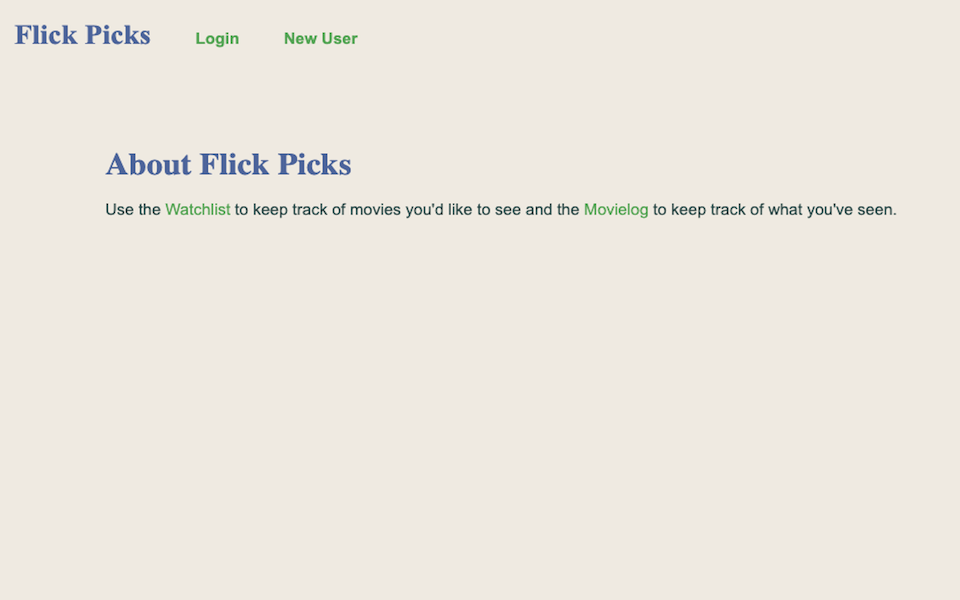 Flick Picks Login New User
About Flick Picks
Use the Watchlist to keep track of movies you'd like to see and the Movielog to keep track of what you've seen.